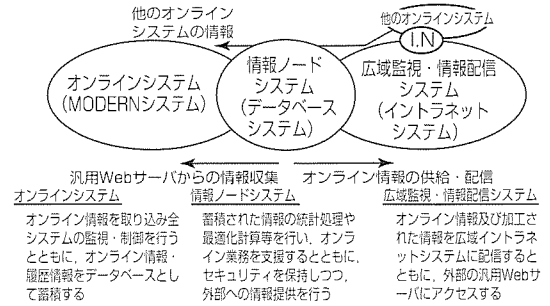 他のオンライン
システムの情報
他のオンラインシステム
I.N
オンラインシステム
(MODERNシステム)
情報ノード
システム
(データベース
システム)
広域監視・情報配信
システム
(イントラネット
システム)
汎用Webサーバからの情報収集
オンライン情報の供給・配信
オンラインシステム
オンライン情報を取り込み全
システムの監視・制御を行う
とともに、オンライン情報・
履歴情報をデータベースとし
て蓄積する
情報ノードシステム
蓄積された情報の統計処理や
最適化計算等を行い、オンラ
イン業務を支援するとともに、
セキュリティを保持しつつ、
外部への情報提供を行う
広域監視・情報配信システム
オンライン情報及び加工さ
れた情報を広域イントラネ
ットシステムに配信すると
ともに、外部の汎用Webサ
ーバにアクセスする